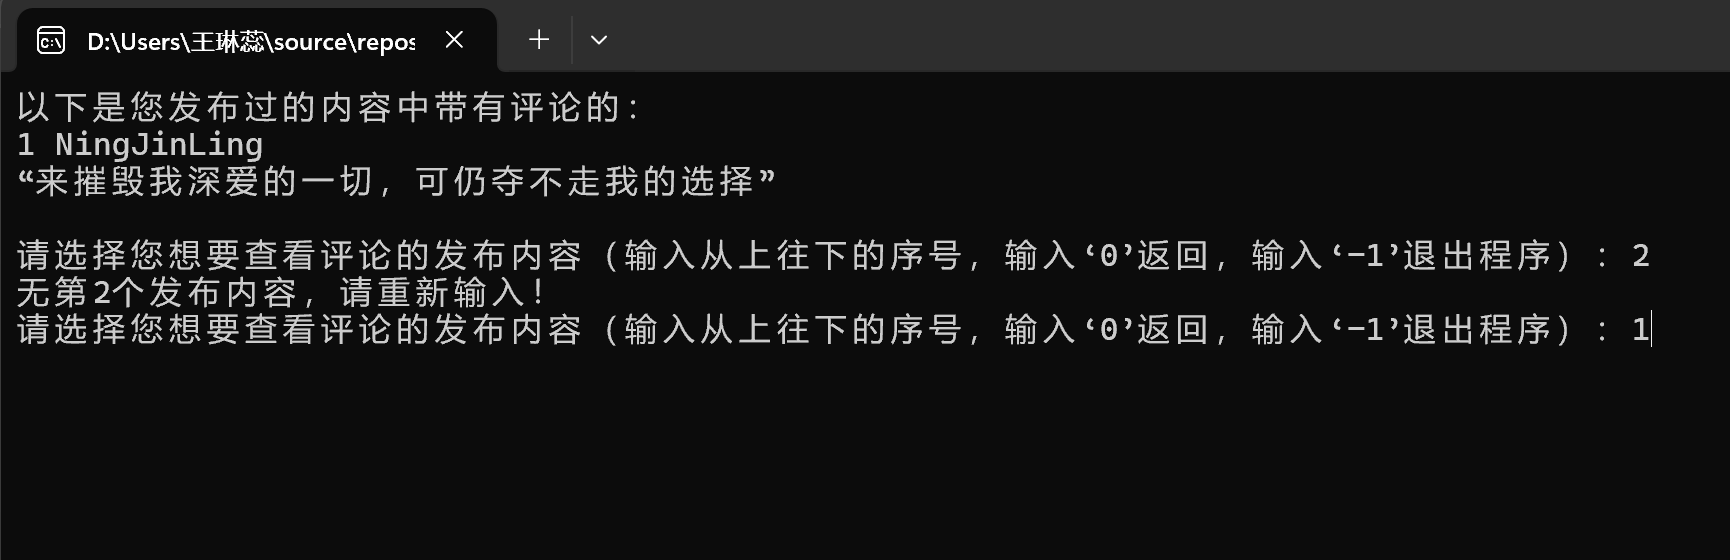 D:\Users\王琳蕊\source\repos
以下是您发布过的内容中带有评论的：
1 NingJinLing
“来摧毁我深爱的一切，可仍夺不走我的选择”
请选择您想要查看评论的发布内容（输入从上往下的序号，输入‘0’返回，输入‘-1’退出程序）：2
无第2个发布内容，请重新输入！
请选择您想要查看评论的发布内容（输入从上往下的序号，输入‘0’返回，输入‘-1’退出程序）：1